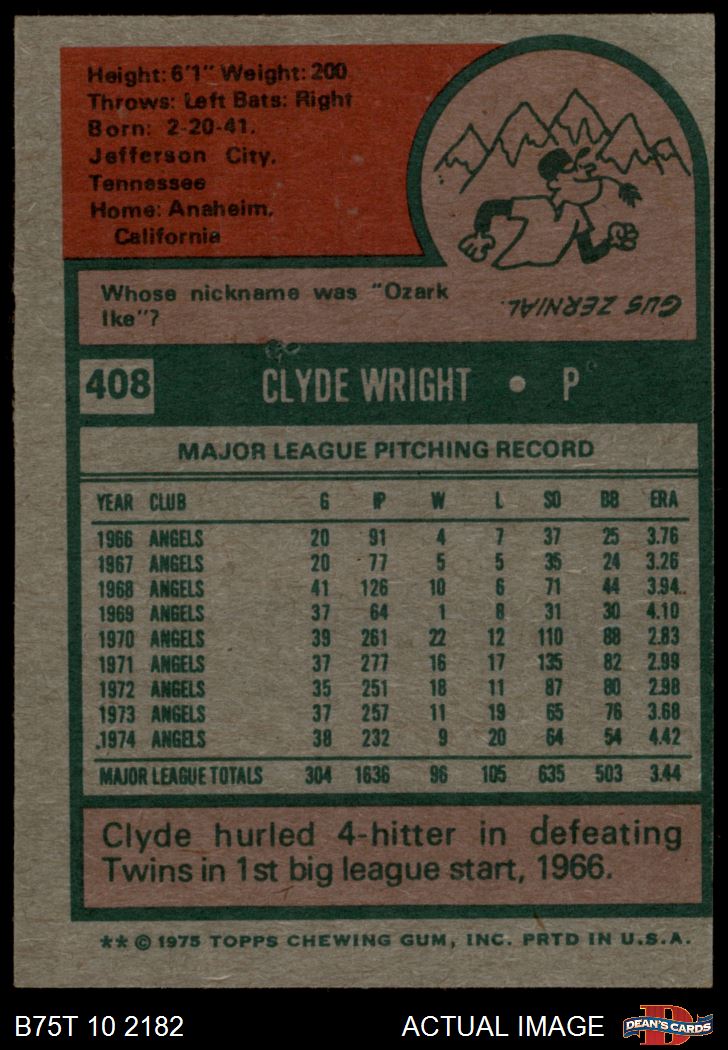 Height: 6'1" Weight: 200
Throws: Left Bats: Right
Born: 2-20-41.
Jefferson City,
Tennessee
Home: Anaheim,
California
Whose nickname was "Ozark
Ike"?
GUS ZERNIAL.
408 CLYDE WRIGHT • P
MAJOR LEAGUE PITCHING RECORD
YEAR CLUB G IP W L SO BB ERA
1966 ANGELS 20 91 4 7 37 25 3.76
1967 ANGELS 20 77 5 5 35 24 3.26
1968 ANGELS 41 126 10 6 71 44 3.94
1969 ANGELS 37 64 1 8 31 30 4.10
1970 ANGELS 39 261 22 12 110 88 2.83
1971 ANGELS 37 277 16 17 135 82 2.99
1972 ANGELS 35 251 18 11 87 80 2.98
1973 ANGELS 37 257 11 19 65 76 3.68
1974 ANGELS 38 232 9 20 64 54 4.42
MAJOR LEAGUE TOTALS 304 1636 96 105 635 503 3.44
Clyde hurled 4-hitter in defeating
Twins in 1st big league start, 1966.
** © 1975 TOPPS CHEWING GUM, INC. PRTD IN U.S.A.
B75T 10 2182 ACTUAL IMAGE
D
DEAN'S CARDS